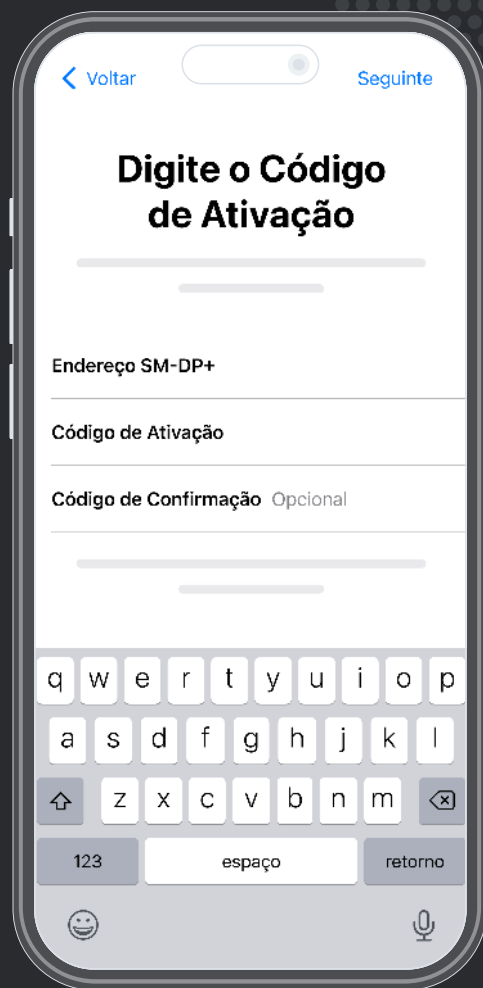 Voltar
Seguinte
Digite o Código
de Ativação
Endereço SM-DP+
Código de Ativação
Código de Confirmação Opcional
q w e r t y u i o p
a s d f g h j k l
z x c v b n m
123 espaço retorno